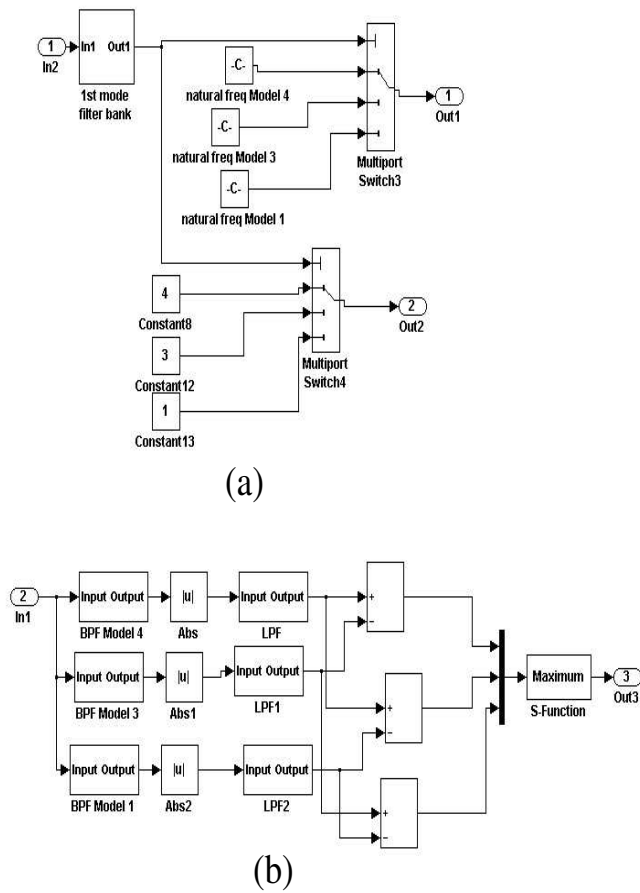 1
In2
In1 Out1
1st mode
filter bank
-C-
natural freq Model 4
-C-
natural freq Model 3
-C-
natural freq Model 1
Multiport
Switch3
1
Out1
4
Constant8
3
Constant12
1
Constant13
Multiport
Switch4
2
Out2
(a)
2
In1
Input Output
BPF Model 4
|u|
Abs
Input Output
LPF
+
−
Input Output
BPF Model 3
|u|
Abs1
Input Output
LPF1
+
−
Maximum
S-Function
3
Out3
Input Output
BPF Model 1
|u|
Abs2
Input Output
LPF2
+
−
(b)